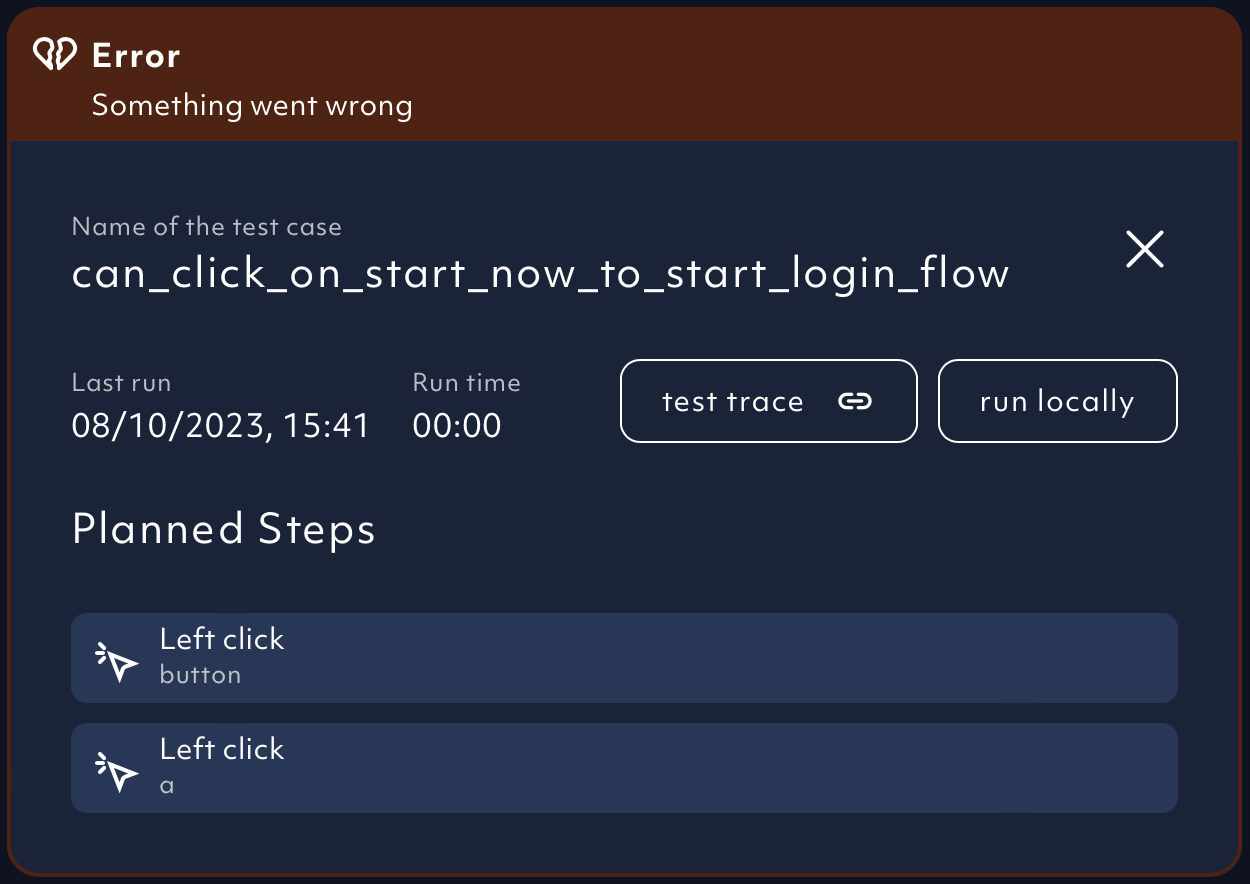 Error
Something went wrong
Name of the test case
can_click_on_start_now_to_start_login_flow
Last run
08/10/2023, 15:41
Run time
00:00
test trace
run locally
Planned Steps
Left click
button
Left click
a